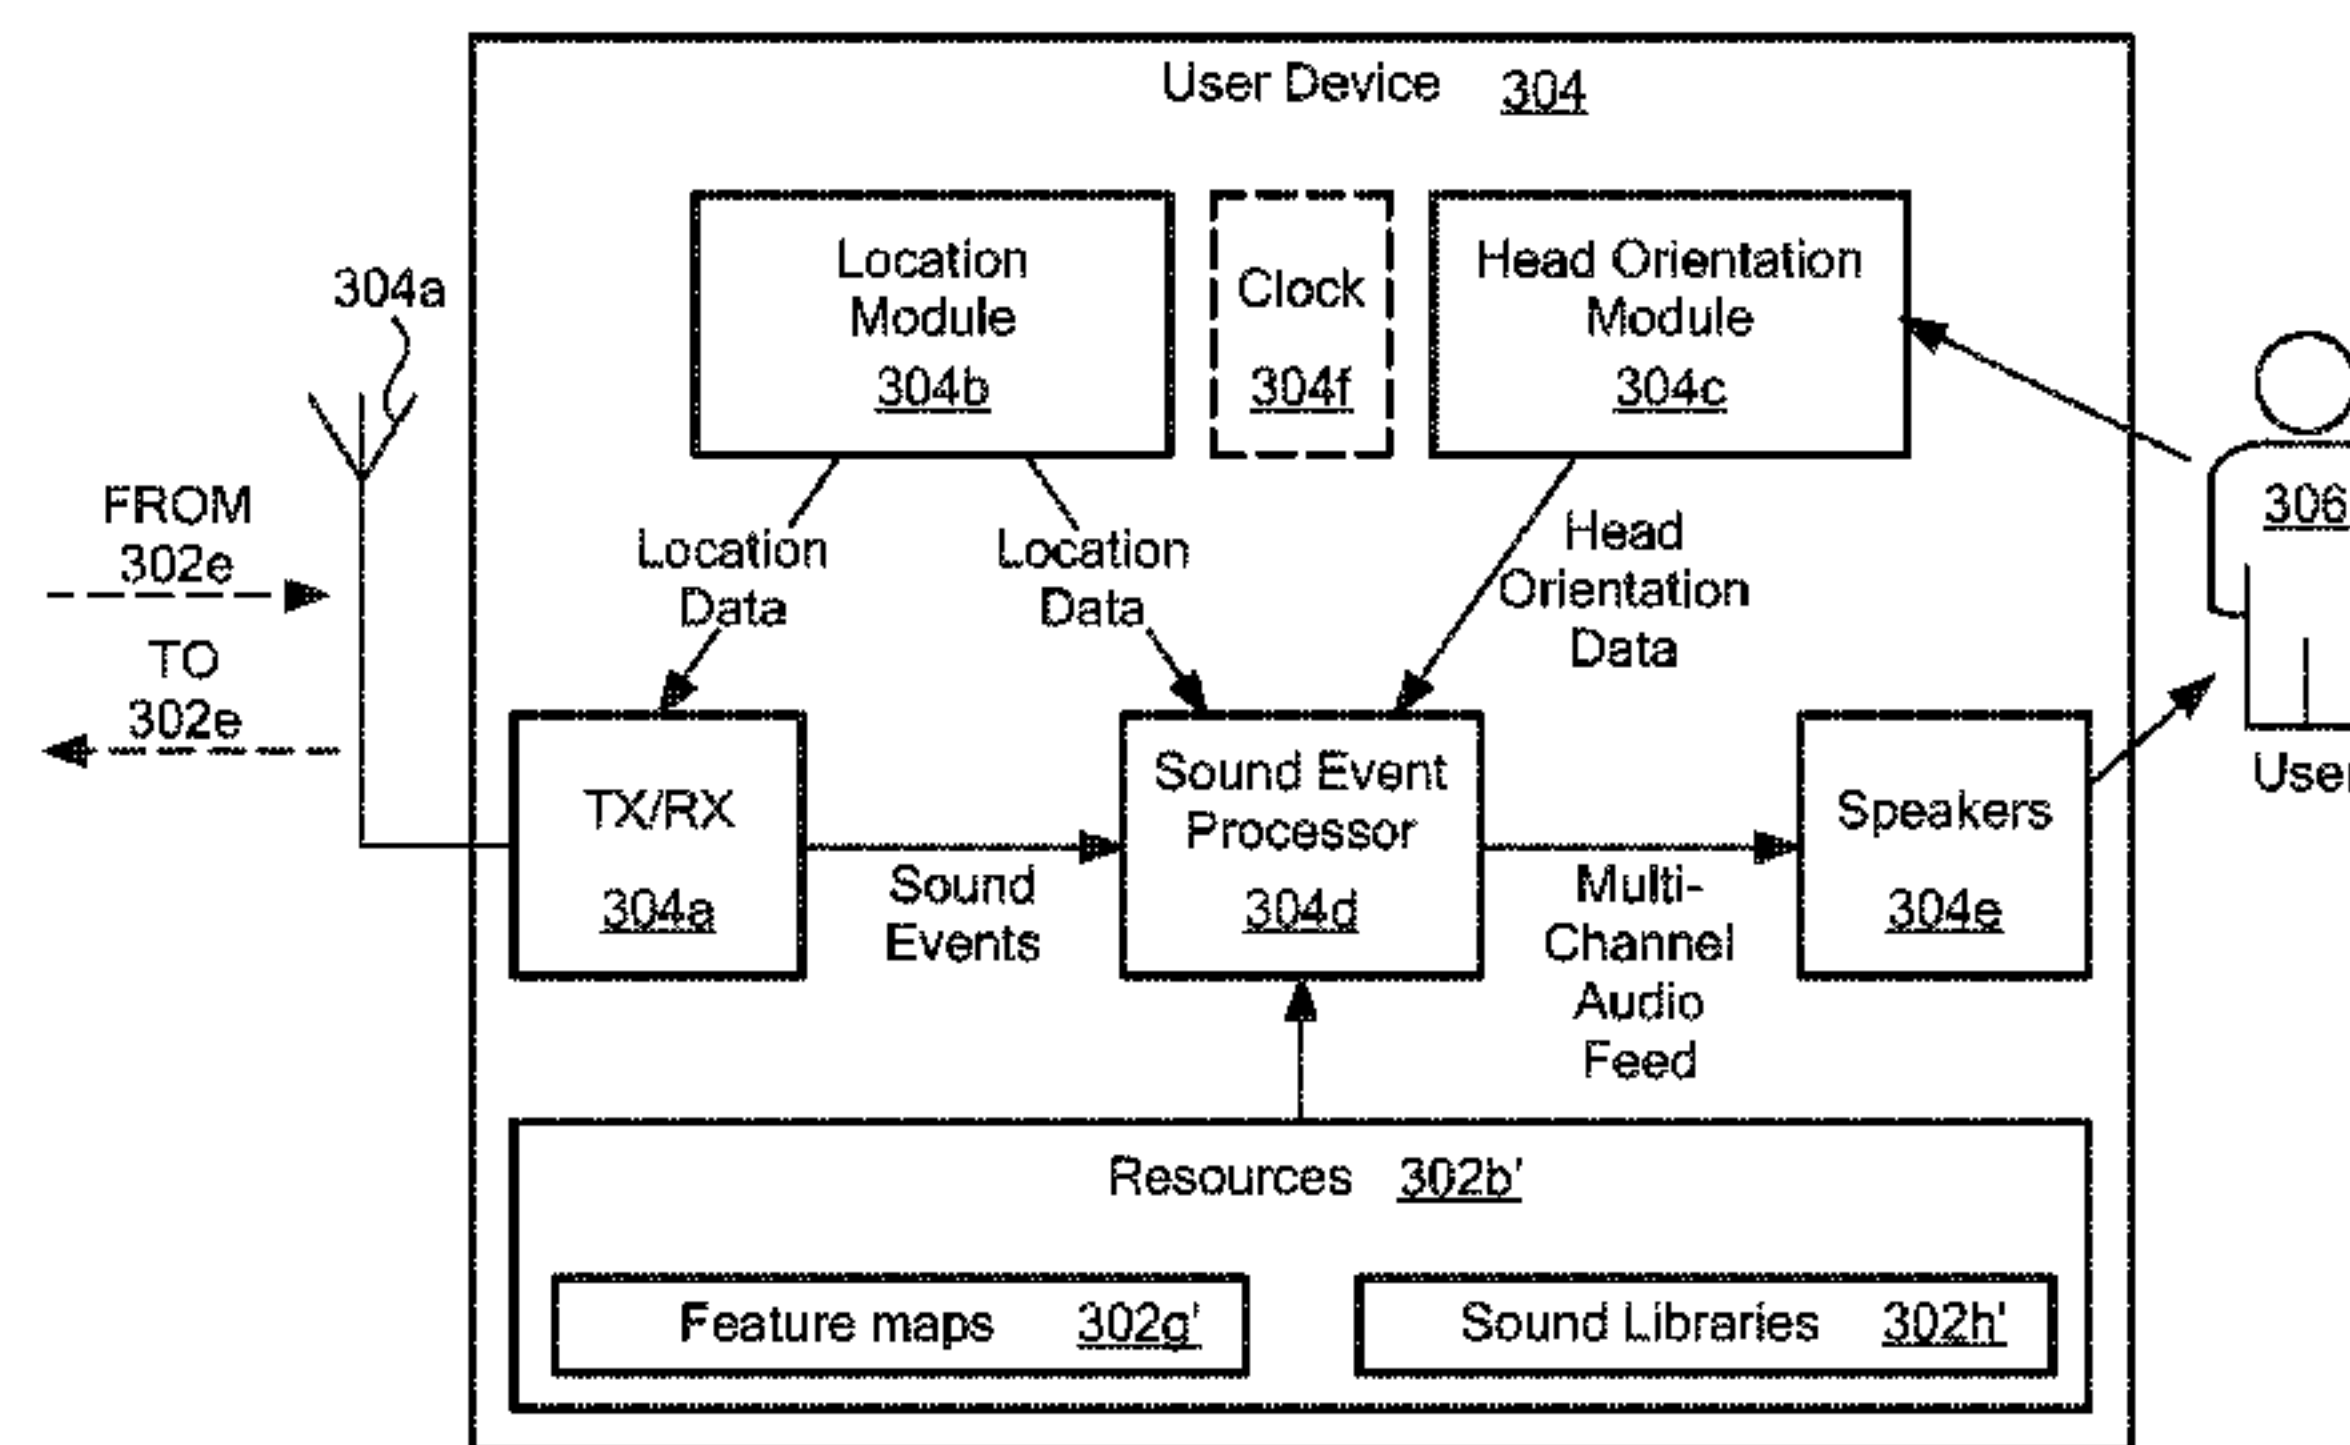 User Device 304
304a
Location
Module
304b
Clock
304f
Head Orientation
Module
304c
FROM
302e
TO
302e
Location
Data
Location
Data
Head
Orientation
Data
306
User
TX/RX
304a
Sound
Events
Sound Event
Processor
304d
Multi-
Channel
Audio
Feed
Speakers
304e
Resources 302b'
Feature maps 302g'
Sound Libraries 302h'